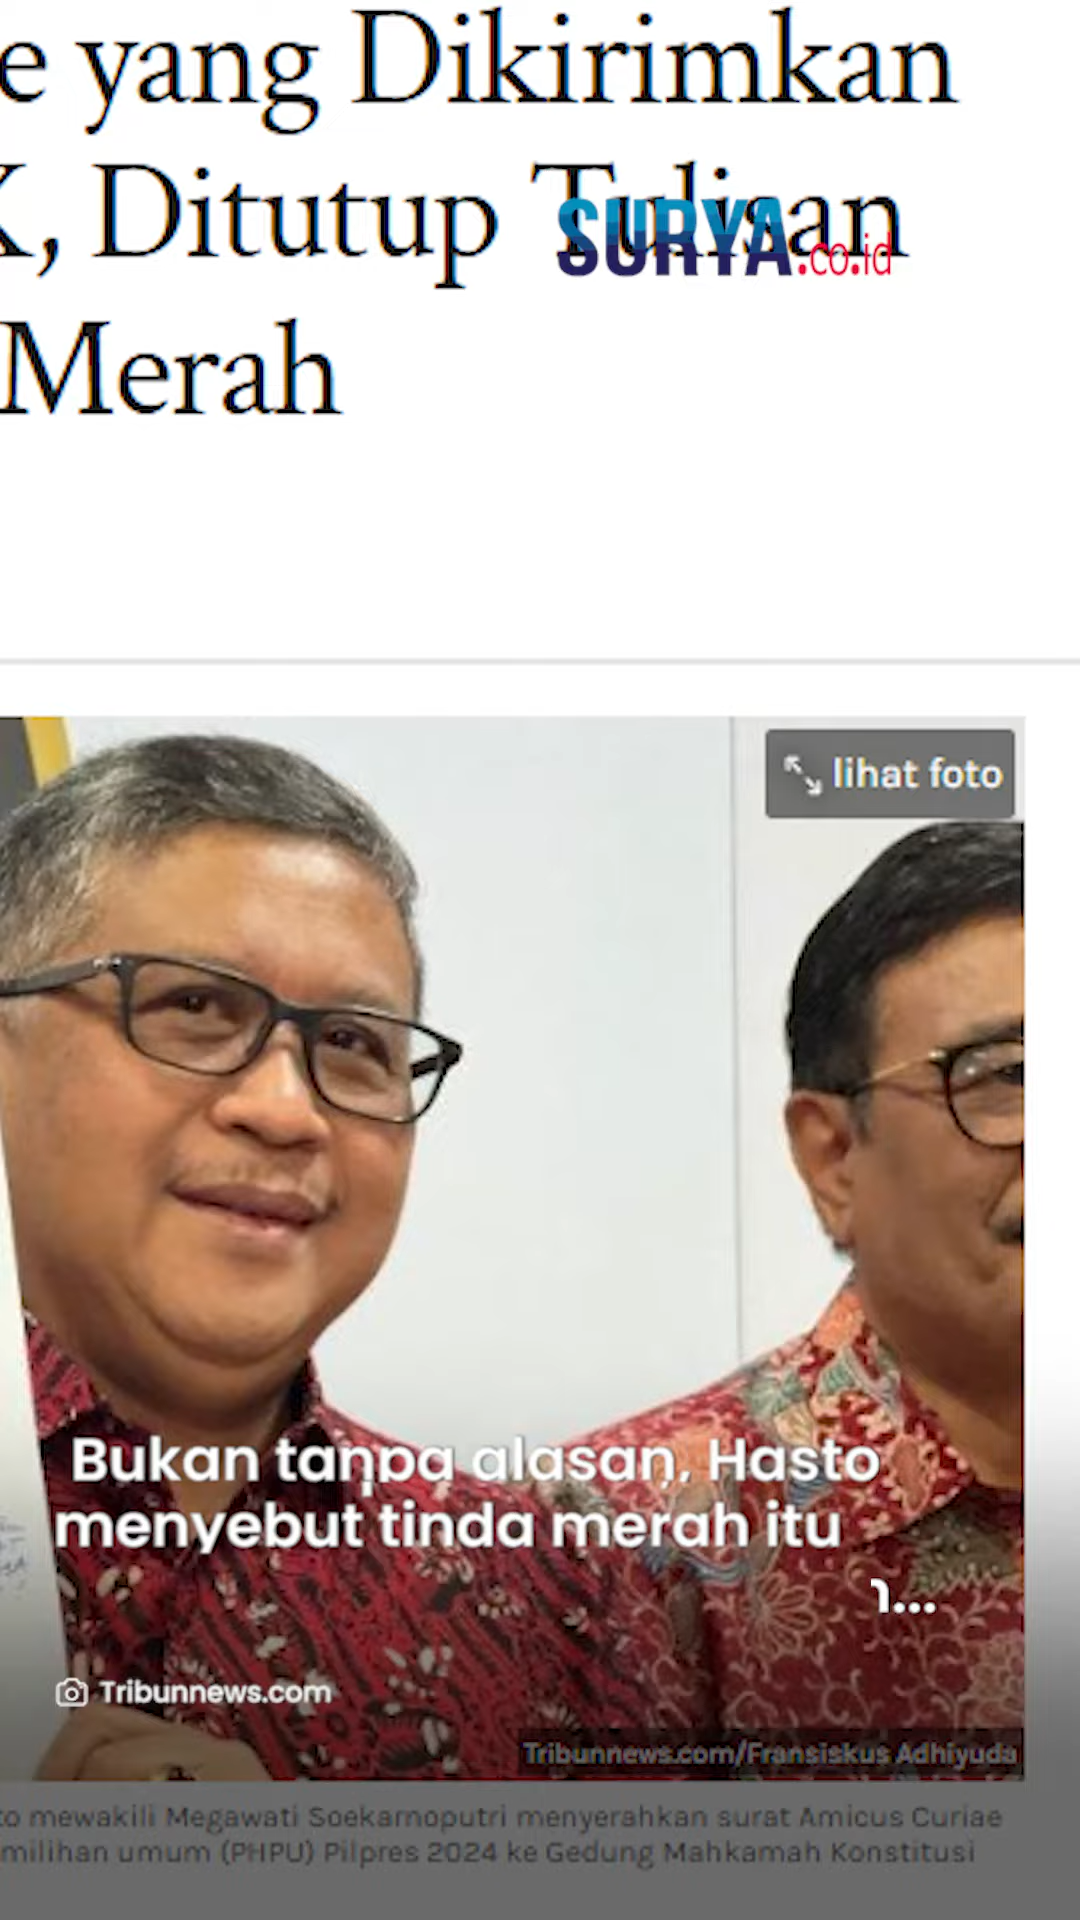 e yang Dikirimkan
K, Ditutup Tulisan
SURYA.co.id
Merah
lihat foto
Bukan tanpa alasan, Hasto
menyebut tinda merah itu
...
Tribunnews.com
Tribunnews.com/Fransiskus Adhiyuda
to mewakili Megawati Soekarnoputri menyerahkan surat Amicus Curiae
milihan umum (PHPU) Pilpres 2024 ke Gedung Mahkamah Konstitusi